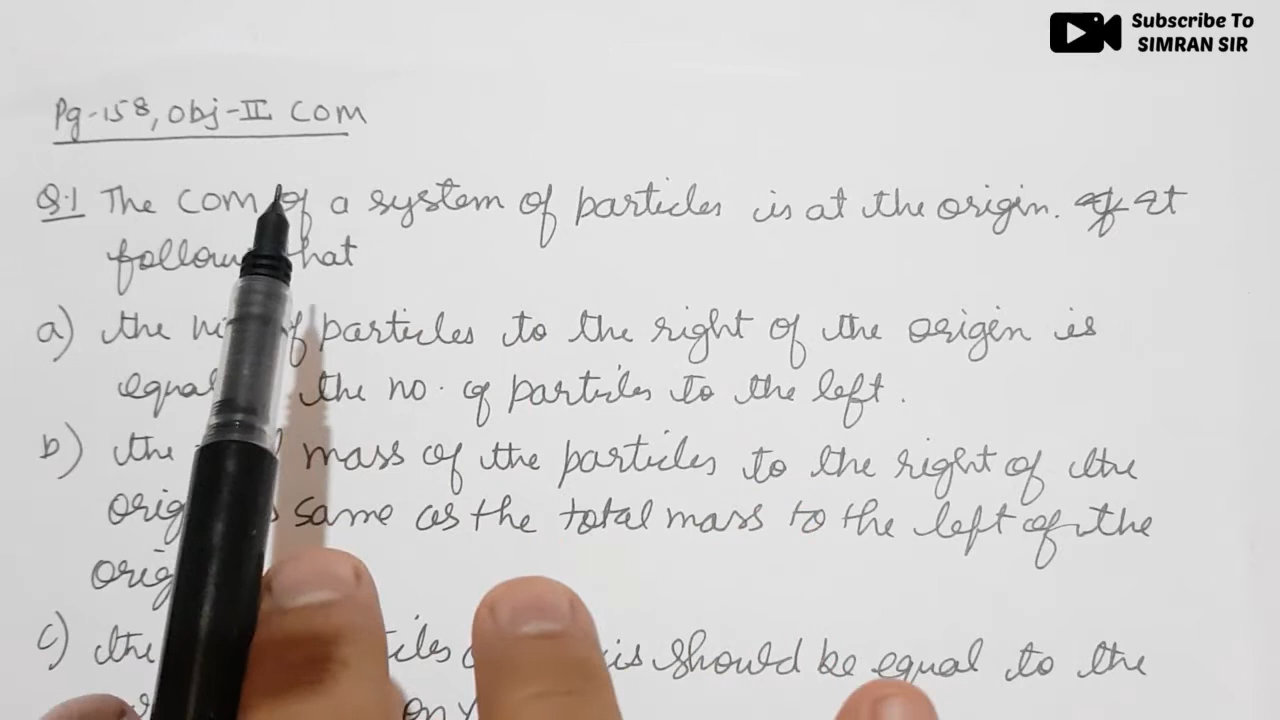 Subscribe To
SIMRAN SIR
Pg-158, Obj-II COM
Q.1 The COM of a system of particles is at the origin. It
that
a) the of particles to the right of the origin is
equal the no. of particles to the left.
b) the mass of the particles to the right of the
same as the total mass to the left of the
c) the is should be equal to the
on